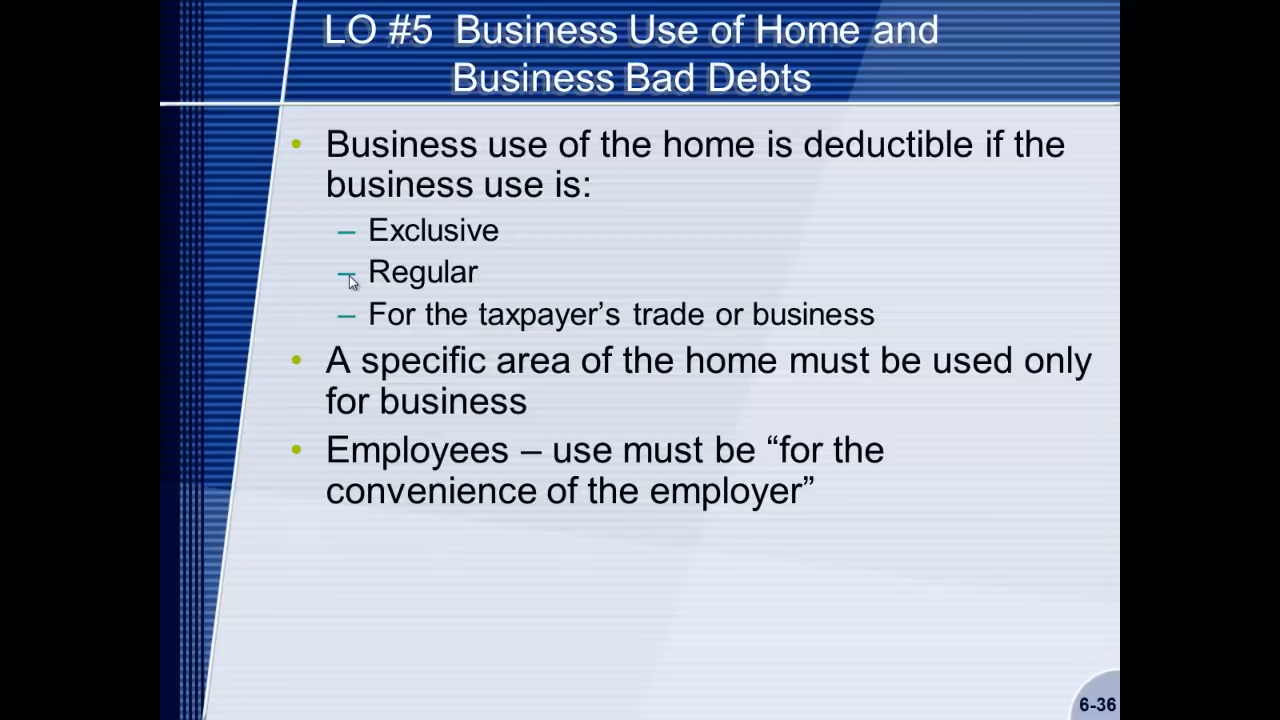 LO #5 Business Use of Home and
Business Bad Debts
• Business use of the home is deductible if the
business use is:
– Exclusive
– Regular
– For the taxpayer’s trade or business
• A specific area of the home must be used only
for business
• Employees – use must be “for the
convenience of the employer”
6-36